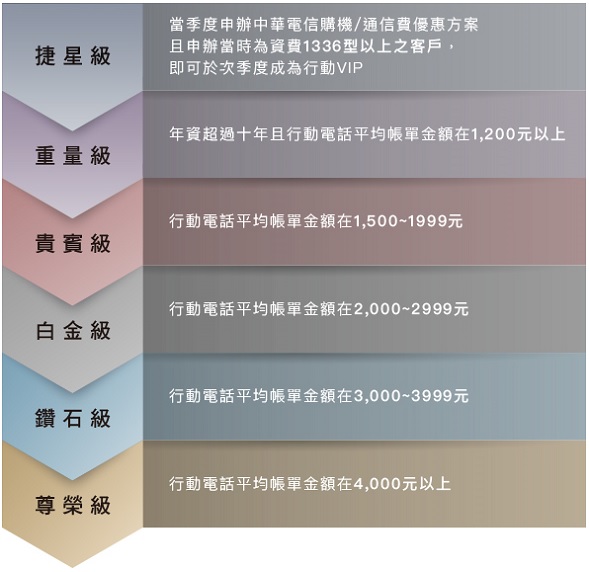 捷星級
當季度申辦中華電信購機/通信費優惠方案
且申辦當時為資費1336型以上之客戶，
即可於次季度成為行動VIP
重量級
年資超過十年且行動電話平均帳單金額在1,200元以上
貴賓級
行動電話平均帳單金額在1,500~1999元
白金級
行動電話平均帳單金額在2,000~2999元
鑽石級
行動電話平均帳單金額在3,000~3999元
尊榮級
行動電話平均帳單金額在4,000元以上